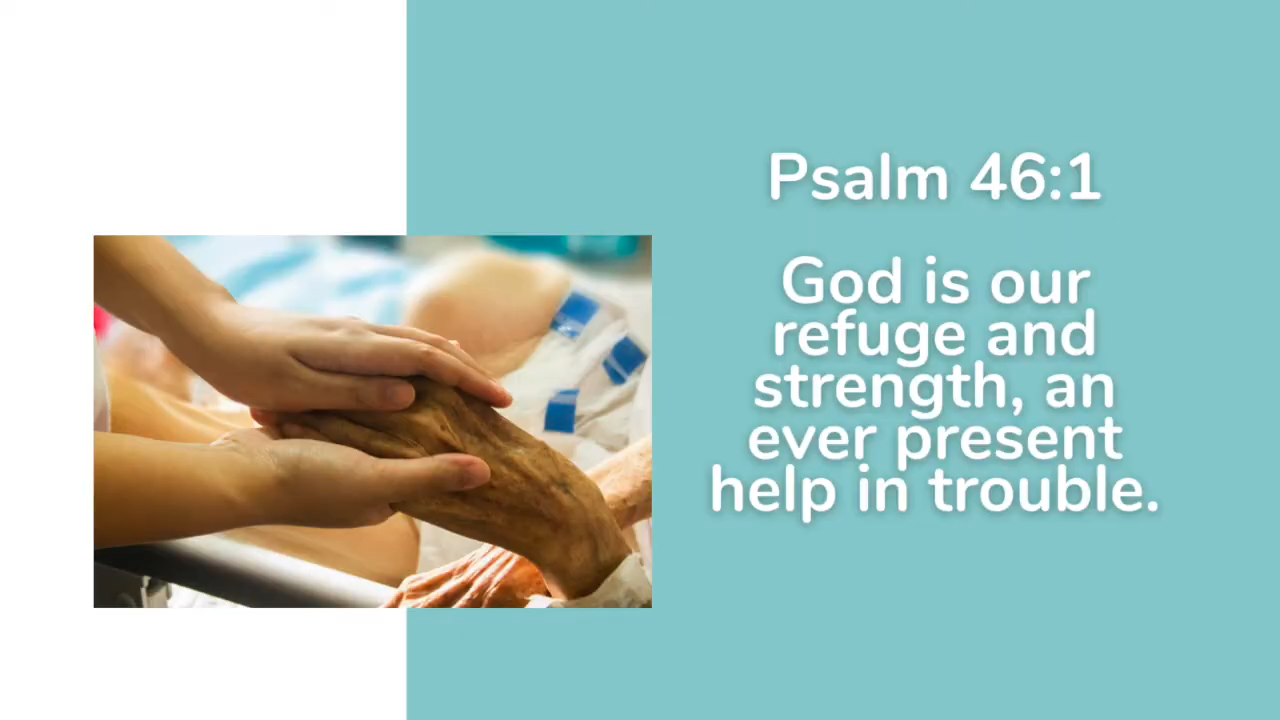 Psalm 46:1
God is our
refuge and
strength, an
ever present
help in trouble.